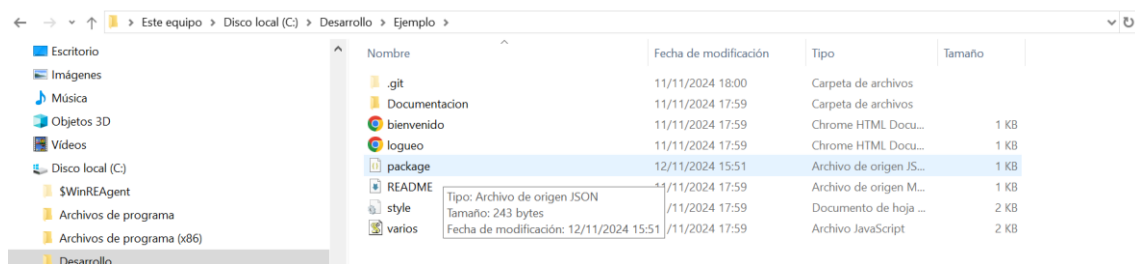 Este equipo > Disco local (C:) > Desarrollo > Ejemplo >
Escritorio
Imágenes
Música
Objetos 3D
Vídeos
Disco local (C:)
$WinREAgent
Archivos de programa
Archivos de programa (x86)
Desarrollo
Nombre Fecha de modificación Tipo Tamaño
.git 11/11/2024 18:00 Carpeta de archivos
Documentacion 11/11/2024 17:59 Carpeta de archivos
bienvenido 11/11/2024 17:59 Chrome HTML Docu... 1 KB
logueo 11/11/2024 17:59 Chrome HTML Docu... 1 KB
package 12/11/2024 15:51 Archivo de origen JS... 1 KB
README 11/11/2024 17:59 Archivo de origen M... 1 KB
style /11/2024 17:59 Documento de hoja ... 2 KB
varios /11/2024 17:59 Archivo JavaScript 2 KB
Tipo: Archivo de origen JSON
Tamaño: 243 bytes
Fecha de modificación: 12/11/2024 15:51